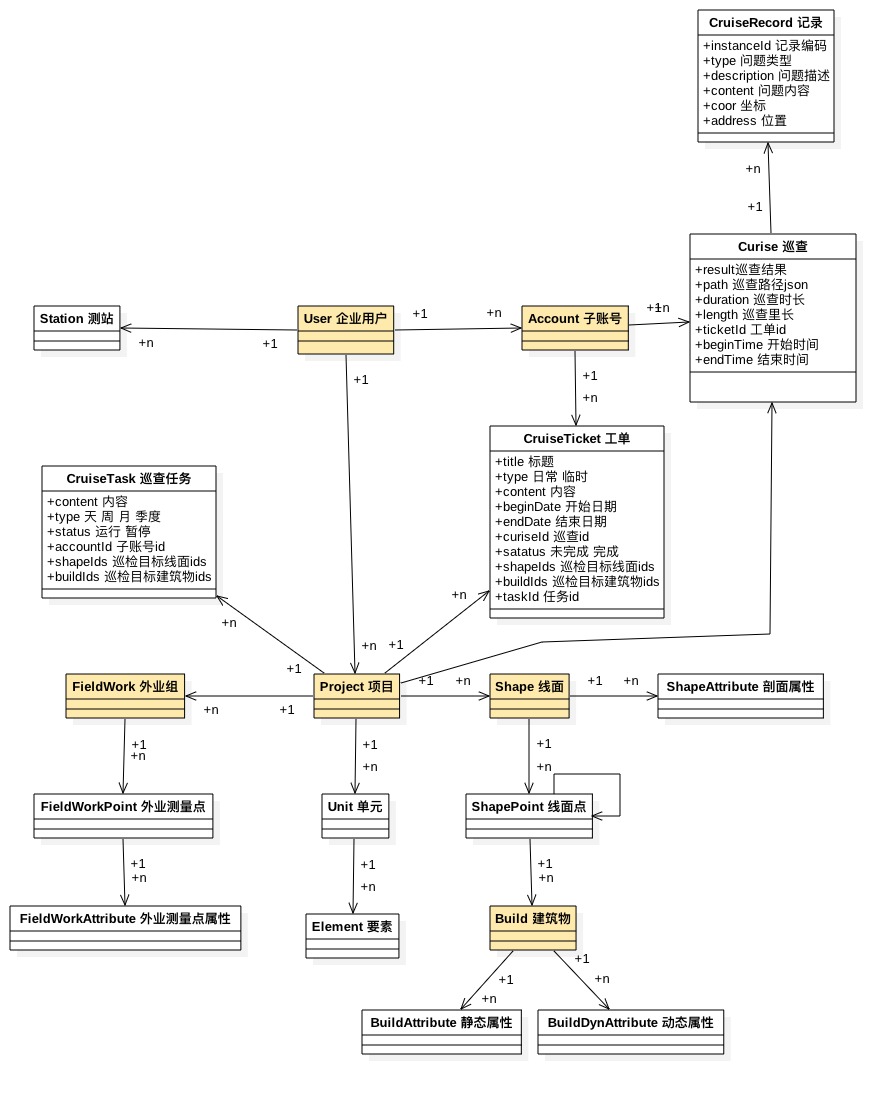 CruiseRecord 记录
+instanceId 记录编码
+type 问题类型
+description 问题描述
+content 问题内容
+coor 坐标
+address 位置
+n
+1
Curise 巡查
+result巡查结果
+path 巡查路径json
+duration 巡查时长
+length 巡查里长
+ticketId 工单id
+beginTime 开始时间
+endTime 结束时间
Station 测站
+n
+1
User 企业用户
+1
+n
Account 子账号
+1
+n
+1
+1
+n
CruiseTicket 工单
+title 标题
+type 日常 临时
+content 内容
+beginDate 开始日期
+endDate 结束日期
+curiseId 巡查id
+satatus 未完成 完成
+shapeIds 巡检目标线面ids
+buildIds 巡检目标建筑物ids
+taskId 任务id
CruiseTask 巡查任务
+content 内容
+type 天 周 月 季度
+status 运行 暂停
+accountId 子账号id
+shapeIds 巡检目标线面ids
+buildIds 巡检目标建筑物ids
+n
+n
+1
+n
+1
FieldWork 外业组
+n
+1
Project 项目
+1
+n
Shape 线面
+1
+n
ShapeAttribute 剖面属性
+1
+n
+1
+n
+1
+n
FieldWorkPoint 外业测量点
Unit 单元
ShapePoint 线面点
+1
+n
+1
+n
+1
+n
FieldWorkAttribute 外业测量点属性
Element 要素
Build 建筑物
+1
+n
+1
+n
BuildAttribute 静态属性
BuildDynAttribute 动态属性